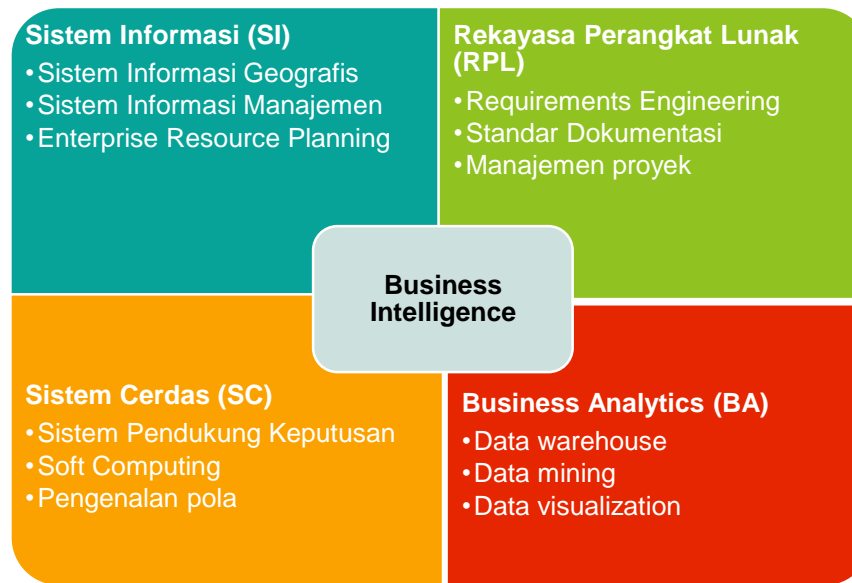 Sistem Informasi (SI)
•Sistem Informasi Geografis
•Sistem Informasi Manajemen
•Enterprise Resource Planning
Rekayasa Perangkat Lunak
(RPL)
•Requirements Engineering
•Standar Dokumentasi
•Manajemen proyek
Business
Intelligence
Sistem Cerdas (SC)
•Sistem Pendukung Keputusan
•Soft Computing
•Pengenalan pola
Business Analytics (BA)
•Data warehouse
•Data mining
•Data visualization